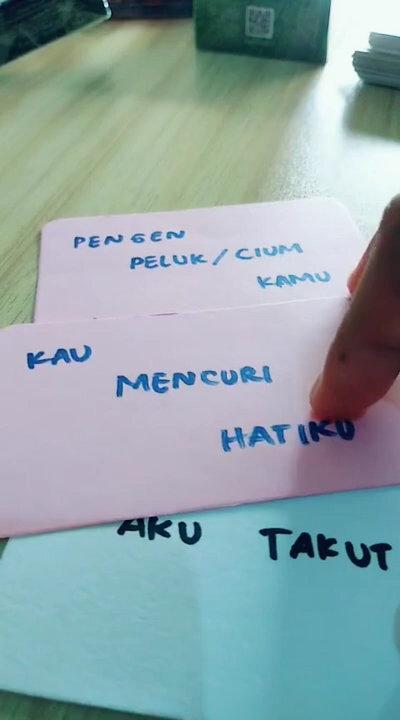 PENGEN
PELUK/CIUM
KAMU
KAU
MENCURI
HATIKU
AKU TAKUT